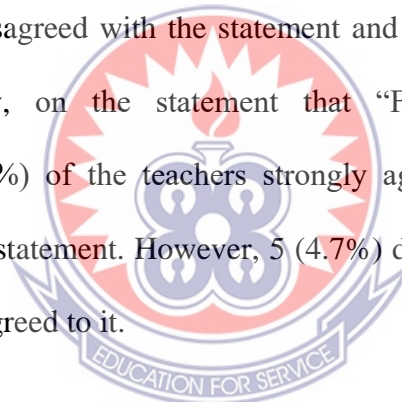 sagreed with the statement and
, on the statement that “F
%) of the teachers strongly ag
statement. However, 5 (4.7%) d
greed to it.
EDUCATION FOR SERVICE